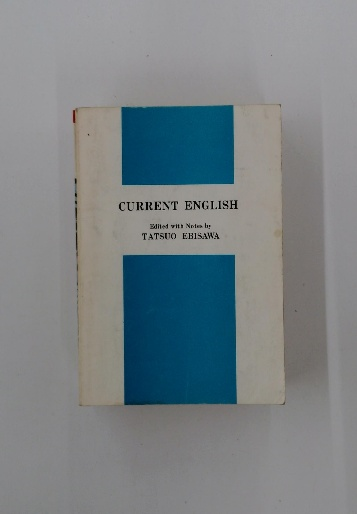 CURRENT ENGLISH
Edited with Notes by
TATSUO EBISAWA